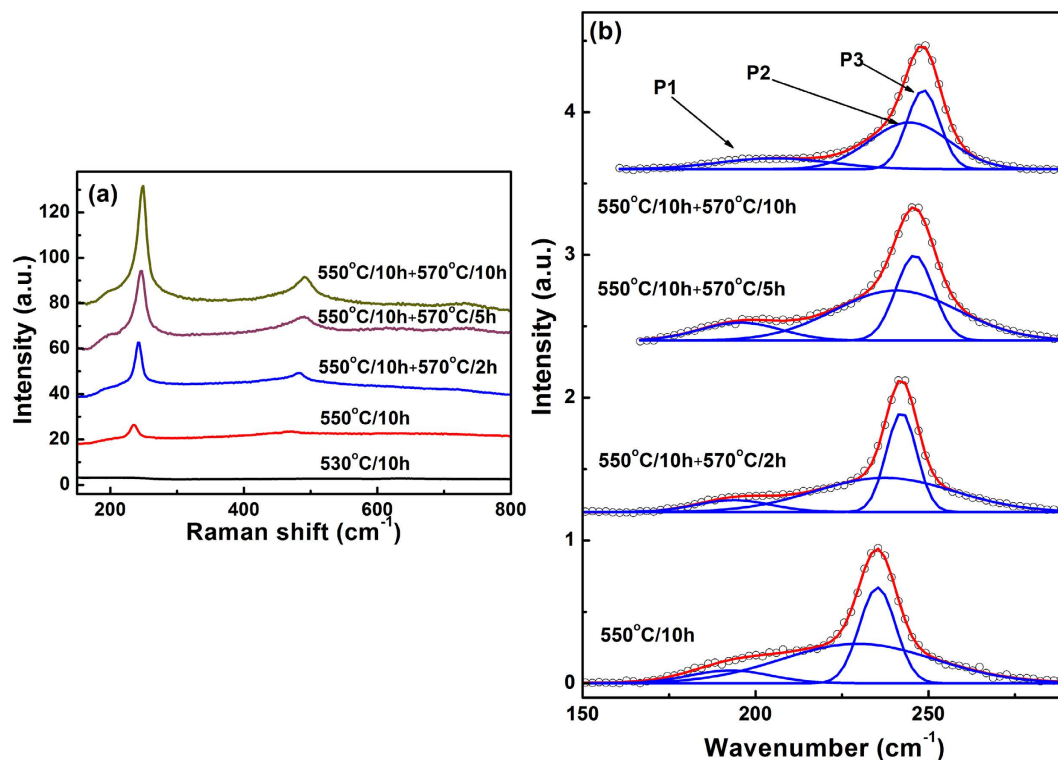 (a)
120
100
80
60
40
20
0
Intensity (a.u.)
550°C/10h+570°C/10h
550°C/10h+570°C/5h
550°C/10h+570°C/2h
550°C/10h
530°C/10h
200
400
600
800
Raman shift (cm⁻¹)
(b)
P1
P2
P3
4
3
2
1
0
Intensity (a.u.)
550°C/10h+570°C/10h
550°C/10h+570°C/5h
550°C/10h+570°C/2h
550°C/10h
150
200
250
Wavenumber (cm⁻¹)